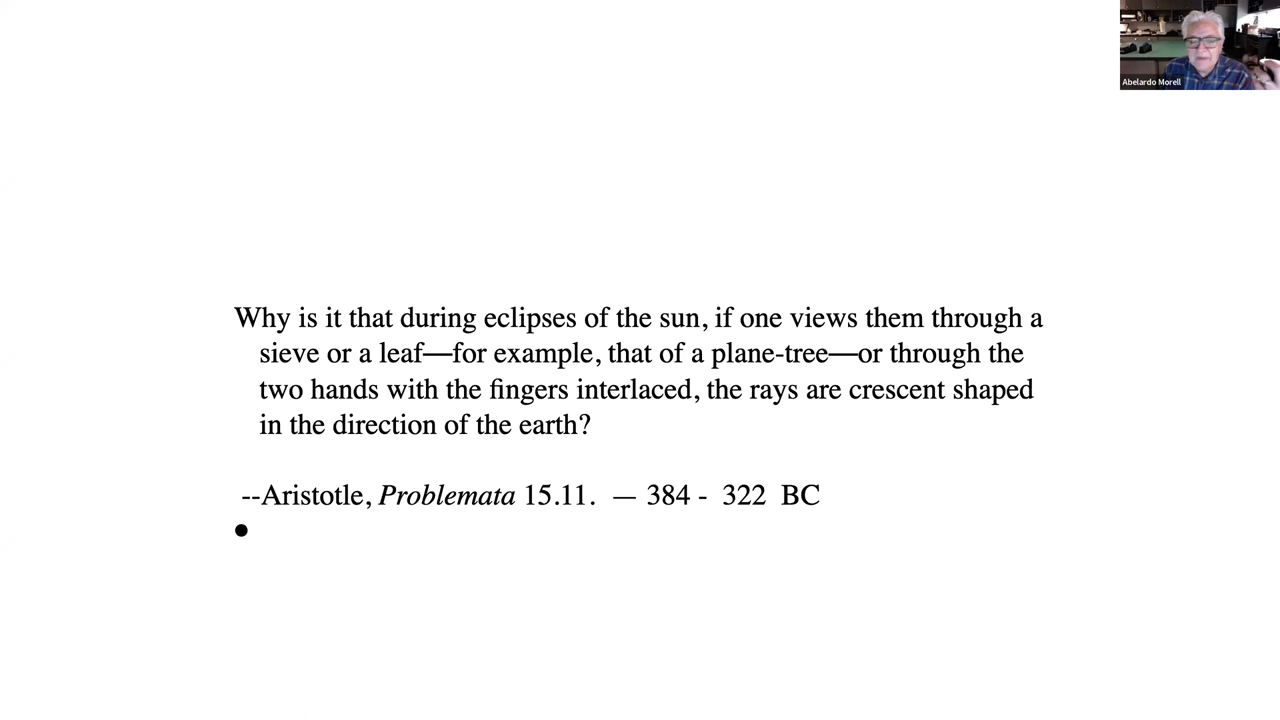 Abelardo Morell
Why is it that during eclipses of the sun, if one views them through a
sieve or a leaf—for example, that of a plane-tree—or through the
two hands with the fingers interlaced, the rays are crescent shaped
in the direction of the earth?
--Aristotle, Problemata 15.11. — 384 - 322 BC